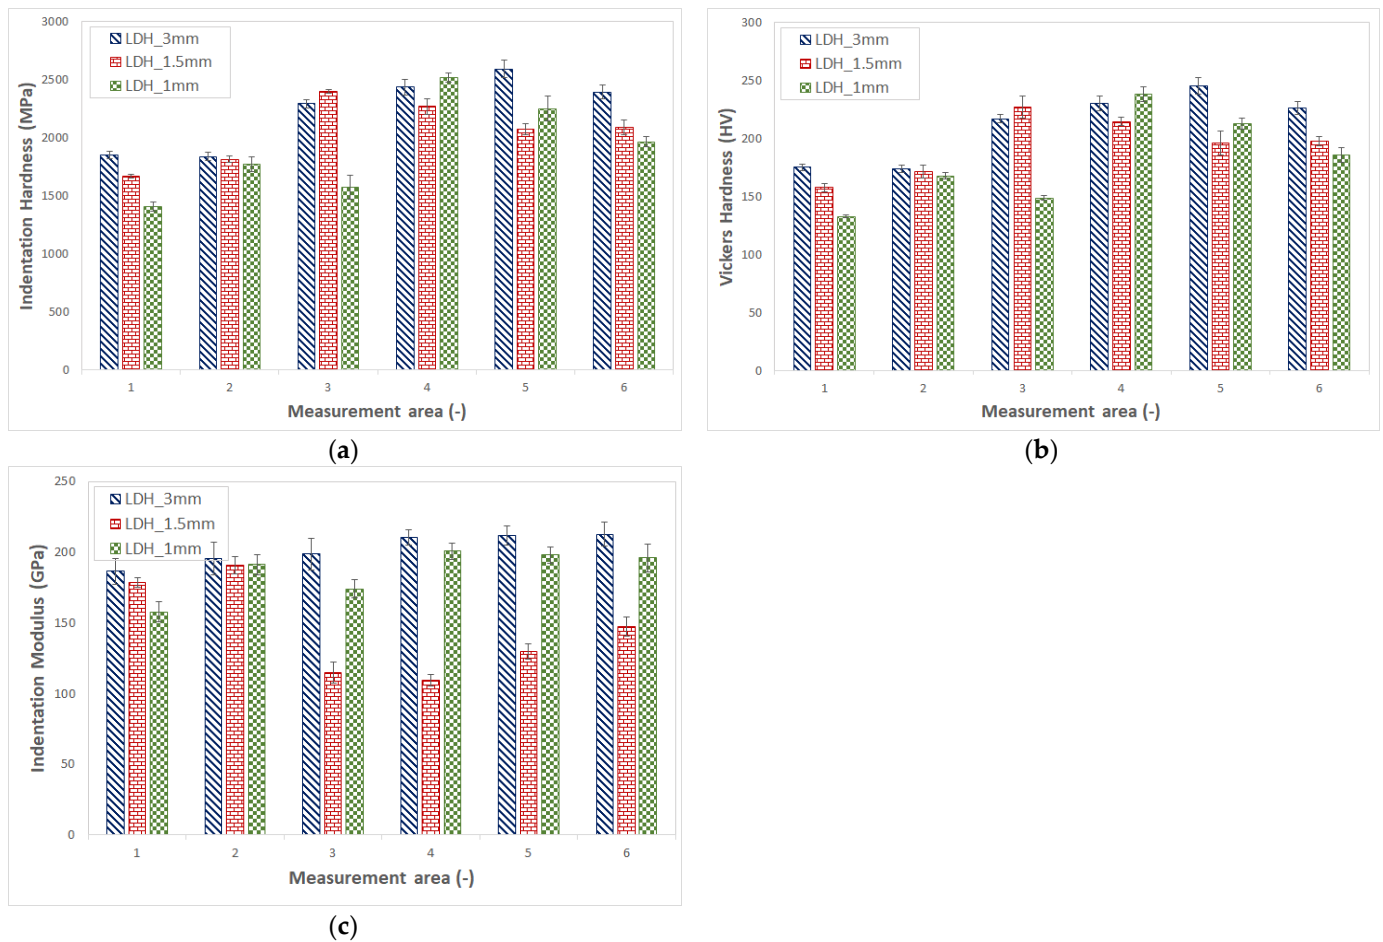 3000
2500
2000
1500
1000
500
0
Indentation Hardness (MPa)
LDH_3mm
LDH_1.5mm
LDH_1mm
1 2 3 4 5 6
Measurement area (-)
(a)
300
250
200
150
100
50
0
Vickers Hardness (HV)
LDH_3mm
LDH_1.5mm
LDH_1mm
1 2 3 4 5 6
Measurement area (-)
(b)
250
200
150
100
50
0
Indentation Modulus (GPa)
LDH_3mm
LDH_1.5mm
LDH_1mm
1 2 3 4 5 6
Measurement area (-)
(c)